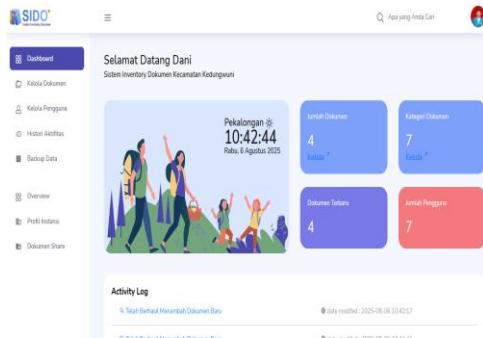 SIDO
Apa yang Anda Cari
Dashboard
Kelola Dokumen
Kelola Pengguna
Histori Aktifitas
Backup Data
Overview
Profil Instansi
Dokumen Share
Selamat Datang Dani
Sistem Inventory Dokumen Kecamatan Kedungwuni
Pekalongan
10:42:44
Rabu, 6 Agustus 2025
Jumlah Dokumen
4
Kelola
Kategori Dokumen
7
Kelola
Dokumen Terbaru
4
Jumlah Pengguna
7
Activity Log
Telah Berhasil Menambah Dokumen Baru
date modified : 2025-08-06 10:42:17